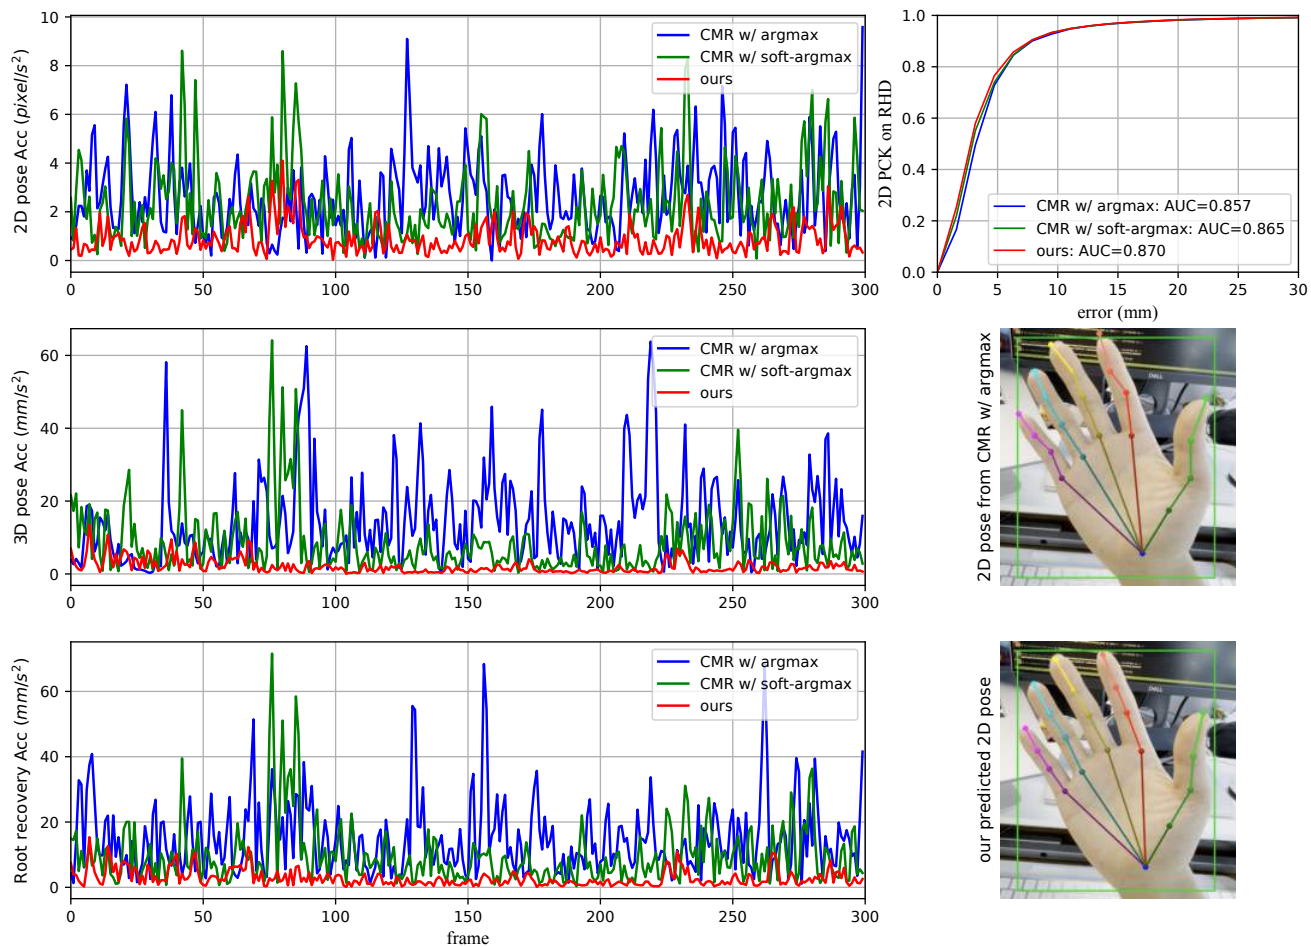 2D pose Acc (pixel/s²)
10
8
6
4
2
0
0 50 100 150 200 250 300
CMR w/ argmax
CMR w/ soft-argmax
ours
2D PCK on RHD
1.0
0.8
0.6
0.4
0.2
0.0
0 5 10 15 20 25 30
error (mm)
CMR w/ argmax: AUC=0.857
CMR w/ soft-argmax: AUC=0.865
ours: AUC=0.870
3D pose Acc (mm/s²)
60
40
20
0
0 50 100 150 200 250 300
CMR w/ argmax
CMR w/ soft-argmax
ours
2D pose from CMR w/ argmax
DELL
Root recovery Acc (mm/s²)
60
40
20
0
0 50 100 150 200 250 300
frame
CMR w/ argmax
CMR w/ soft-argmax
ours
our predicted 2D pose
DELL